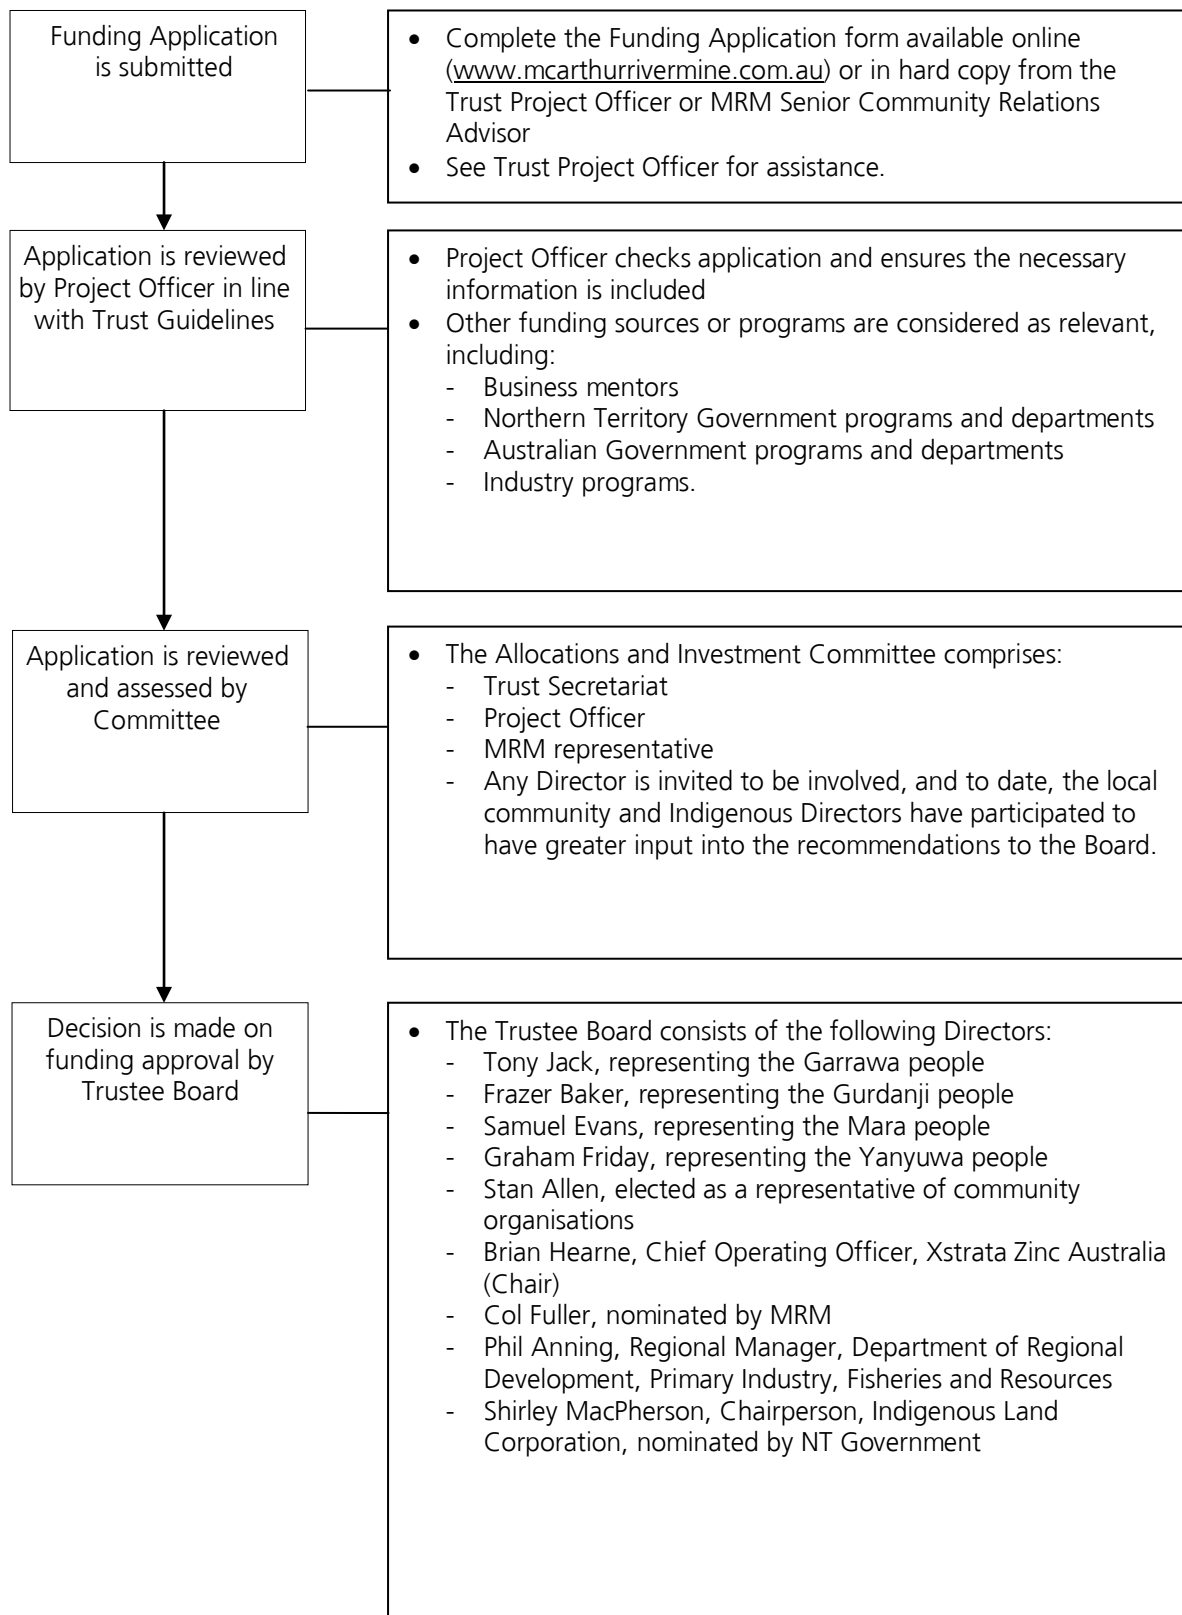 Funding Application
is submitted
• Complete the Funding Application form available online
(www.mcarthurrivermine.com.au) or in hard copy from the
Trust Project Officer or MRM Senior Community Relations
Advisor
• See Trust Project Officer for assistance.
Application is reviewed
by Project Officer in line
with Trust Guidelines
• Project Officer checks application and ensures the necessary
information is included
• Other funding sources or programs are considered as relevant,
including:
- Business mentors
- Northern Territory Government programs and departments
- Australian Government programs and departments
- Industry programs.
Application is reviewed
and assessed by
Committee
• The Allocations and Investment Committee comprises:
- Trust Secretariat
- Project Officer
- MRM representative
- Any Director is invited to be involved, and to date, the local
community and Indigenous Directors have participated to
have greater input into the recommendations to the Board.
Decision is made on
funding approval by
Trustee Board
• The Trustee Board consists of the following Directors:
- Tony Jack, representing the Garrawa people
- Frazer Baker, representing the Gurdanji people
- Samuel Evans, representing the Mara people
- Graham Friday, representing the Yanyuwa people
- Stan Allen, elected as a representative of community
organisations
- Brian Hearne, Chief Operating Officer, Xstrata Zinc Australia
(Chair)
- Col Fuller, nominated by MRM
- Phil Anning, Regional Manager, Department of Regional
Development, Primary Industry, Fisheries and Resources
- Shirley MacPherson, Chairperson, Indigenous Land
Corporation, nominated by NT Government